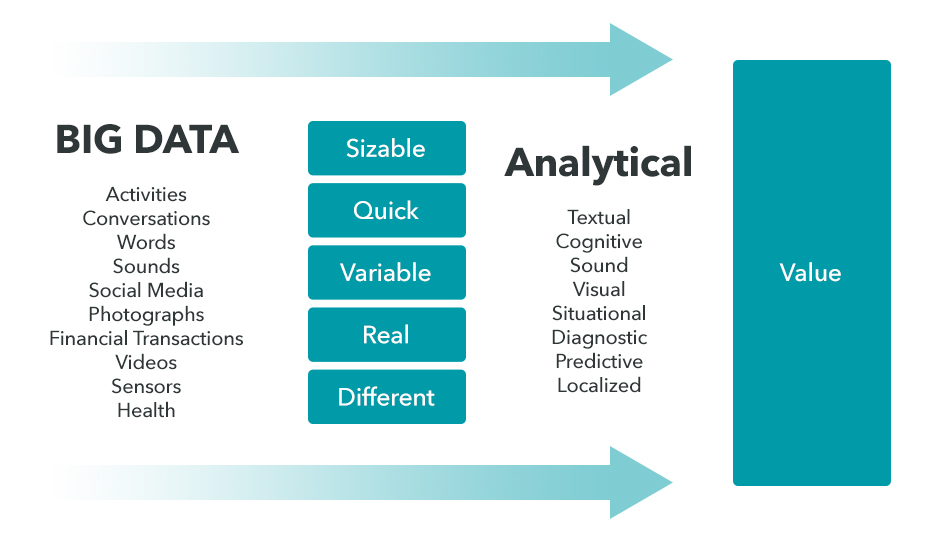 BIG DATA
Activities
Conversations
Words
Sounds
Social Media
Photographs
Financial Transactions
Videos
Sensors
Health
Sizable
Quick
Variable
Real
Different
Analytical
Textual
Cognitive
Sound
Visual
Situational
Diagnostic
Predictive
Localized
Value